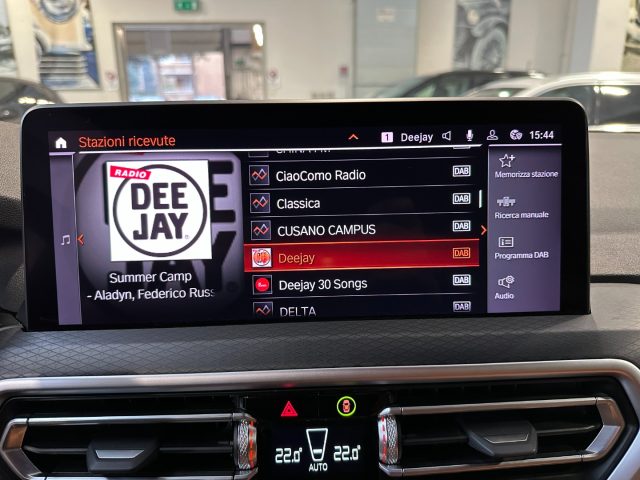 Stazioni ricevute
1 Deejay 15:44
CiaoComo Radio DAB
Classica DAB
CUSANO CAMPUS DAB
Deejay DAB
Deejay 30 Songs DAB
DELTA
RADIO
DEE
JAY
Summer Camp
- Aladyn, Federico Russ
Memorizza stazione
Ricerca manuale
Programma DAB
Audio
22.0 22.0
AUTO